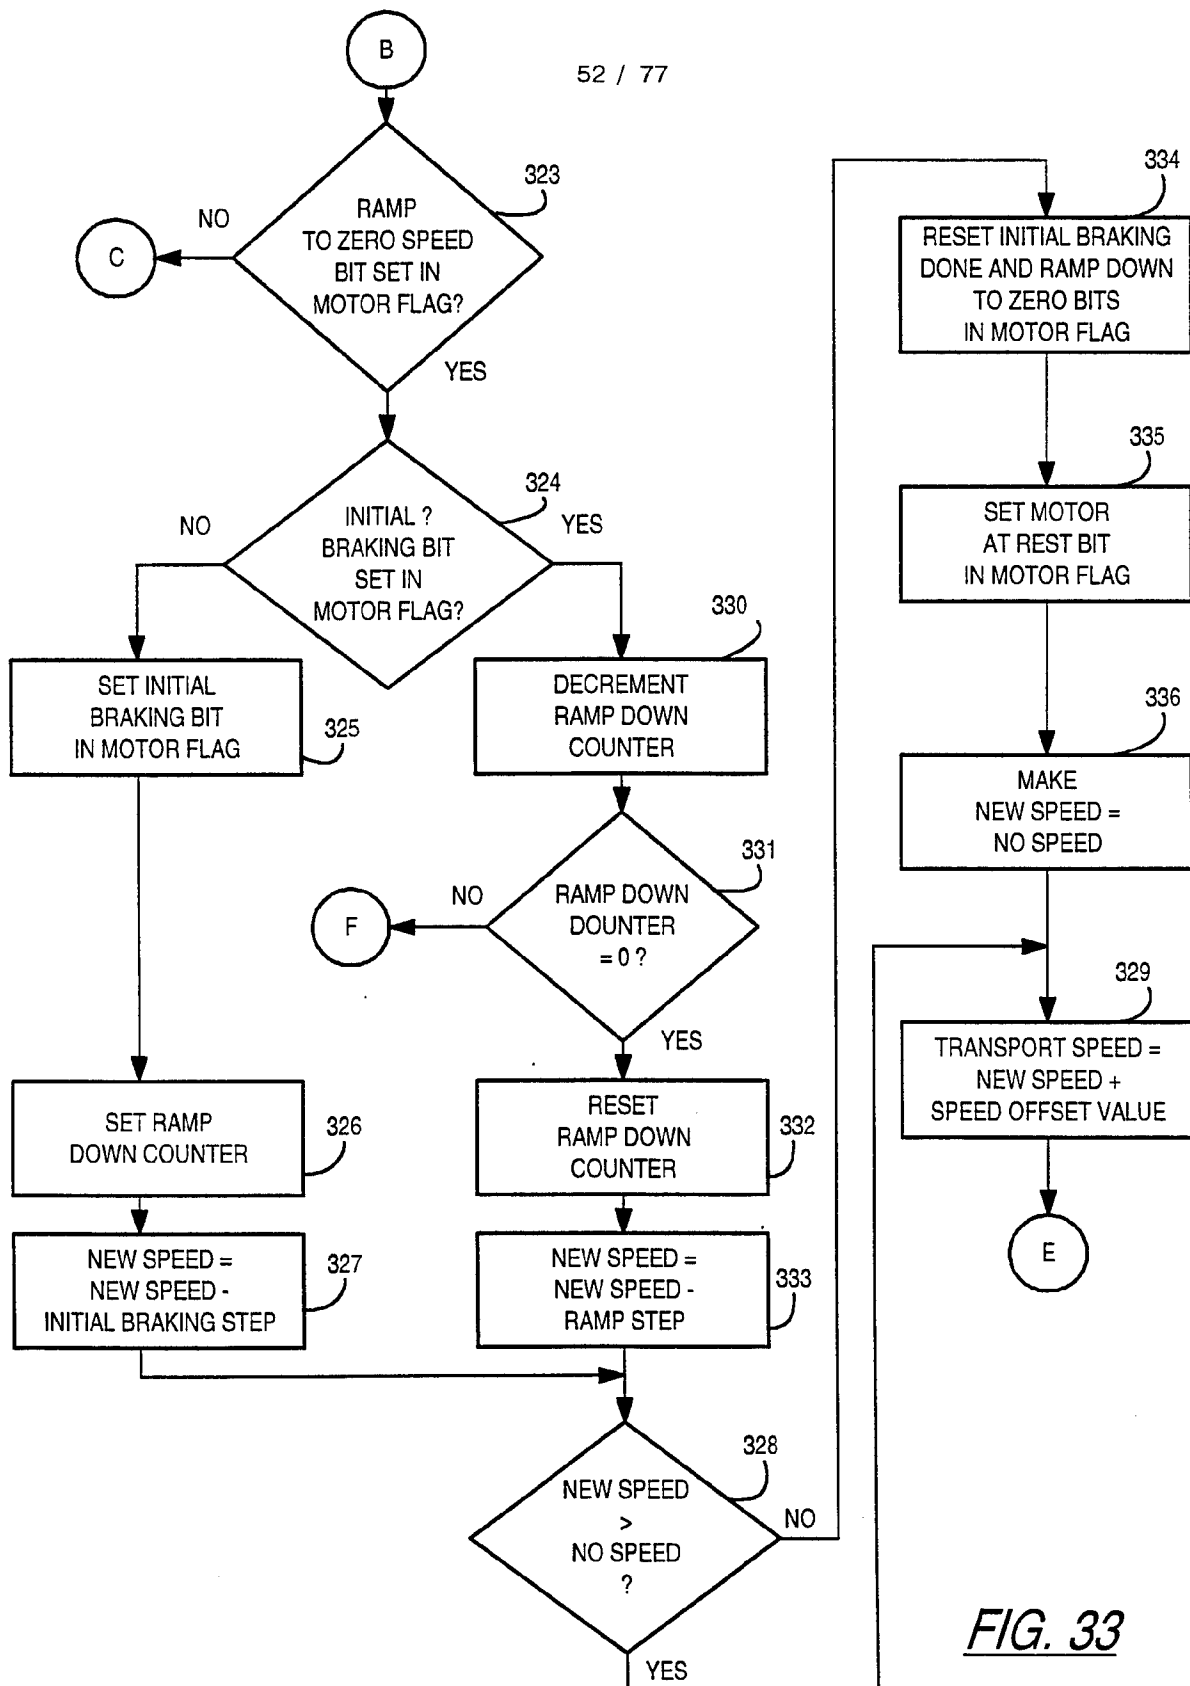 B
52 / 77
323
RAMP
TO ZERO SPEED
BIT SET IN
MOTOR FLAG?
NO
C
YES
324
INITIAL ?
BRAKING BIT
SET IN
MOTOR FLAG?
NO
YES
SET INITIAL
BRAKING BIT
IN MOTOR FLAG
325
330
DECREMENT
RAMP DOWN
COUNTER
331
RAMP DOWN
DOUNTER
= 0 ?
NO
F
YES
SET RAMP
DOWN COUNTER
326
RESET
RAMP DOWN
COUNTER
332
NEW SPEED =
NEW SPEED -
INITIAL BRAKING STEP
327
NEW SPEED =
NEW SPEED -
RAMP STEP
333
328
NEW SPEED
>
NO SPEED
?
NO
YES
334
RESET INITIAL BRAKING
DONE AND RAMP DOWN
TO ZERO BITS
IN MOTOR FLAG
335
SET MOTOR
AT REST BIT
IN MOTOR FLAG
336
MAKE
NEW SPEED =
NO SPEED
329
TRANSPORT SPEED =
NEW SPEED +
SPEED OFFSET VALUE
E
FIG. 33